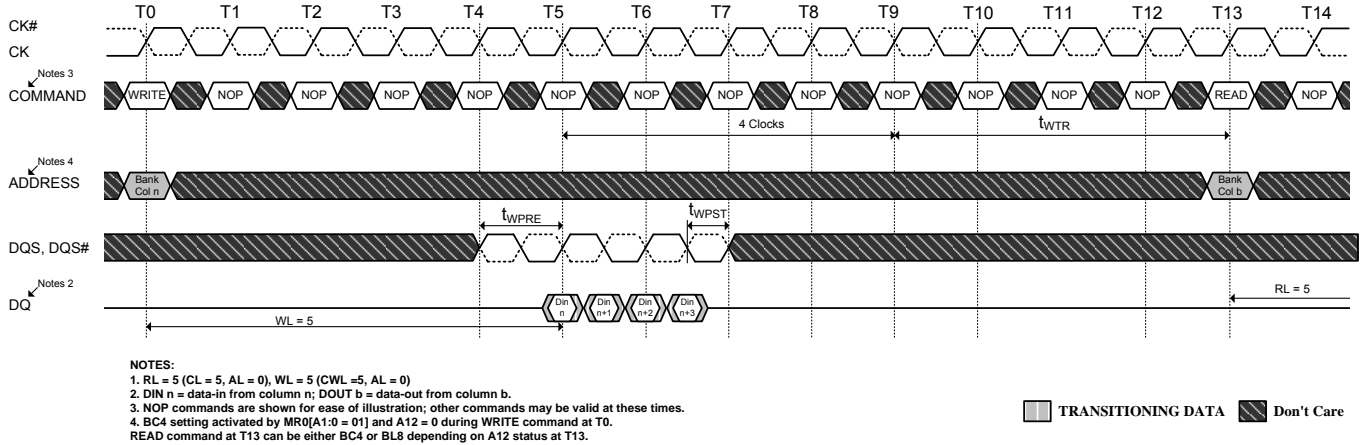 T0 T1 T2 T3 T4 T5 T6 T7 T8 T9 T10 T11 T12 T13 T14
CK#
CK
Notes 3
COMMAND
WRITE NOP NOP NOP NOP NOP NOP NOP NOP NOP NOP NOP NOP READ NOP
4 Clocks
tWTR
Notes 4
ADDRESS
Bank
Col n
Bank
Col b
tWPRE
tWPST
DQS, DQS#
Notes 2
DQ
Din
n
Din
n+1
Din
n+2
Din
n+3
RL = 5
WL = 5
NOTES:
1. RL = 5 (CL = 5, AL = 0), WL = 5 (CWL =5, AL = 0)
2. DIN n = data-in from column n; DOUT b = data-out from column b.
3. NOP commands are shown for ease of illustration; other commands may be valid at these times.
4. BC4 setting activated by MR0[A1:0 = 01] and A12 = 0 during WRITE command at T0.
READ command at T13 can be either BC4 or BL8 depending on A12 status at T13.
TRANSITIONING DATA
Don't Care